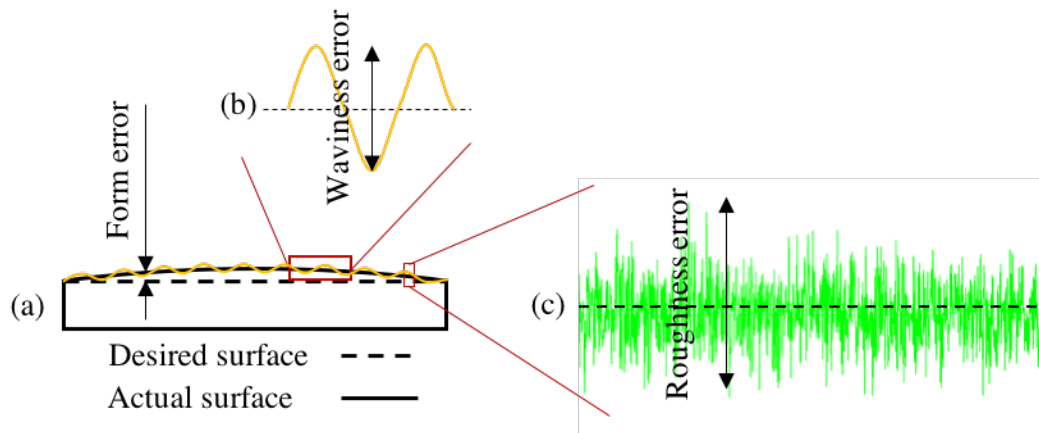 (b)
Waviness error
Form error
(a)
Desired surface
Actual surface
(c)
Roughness error